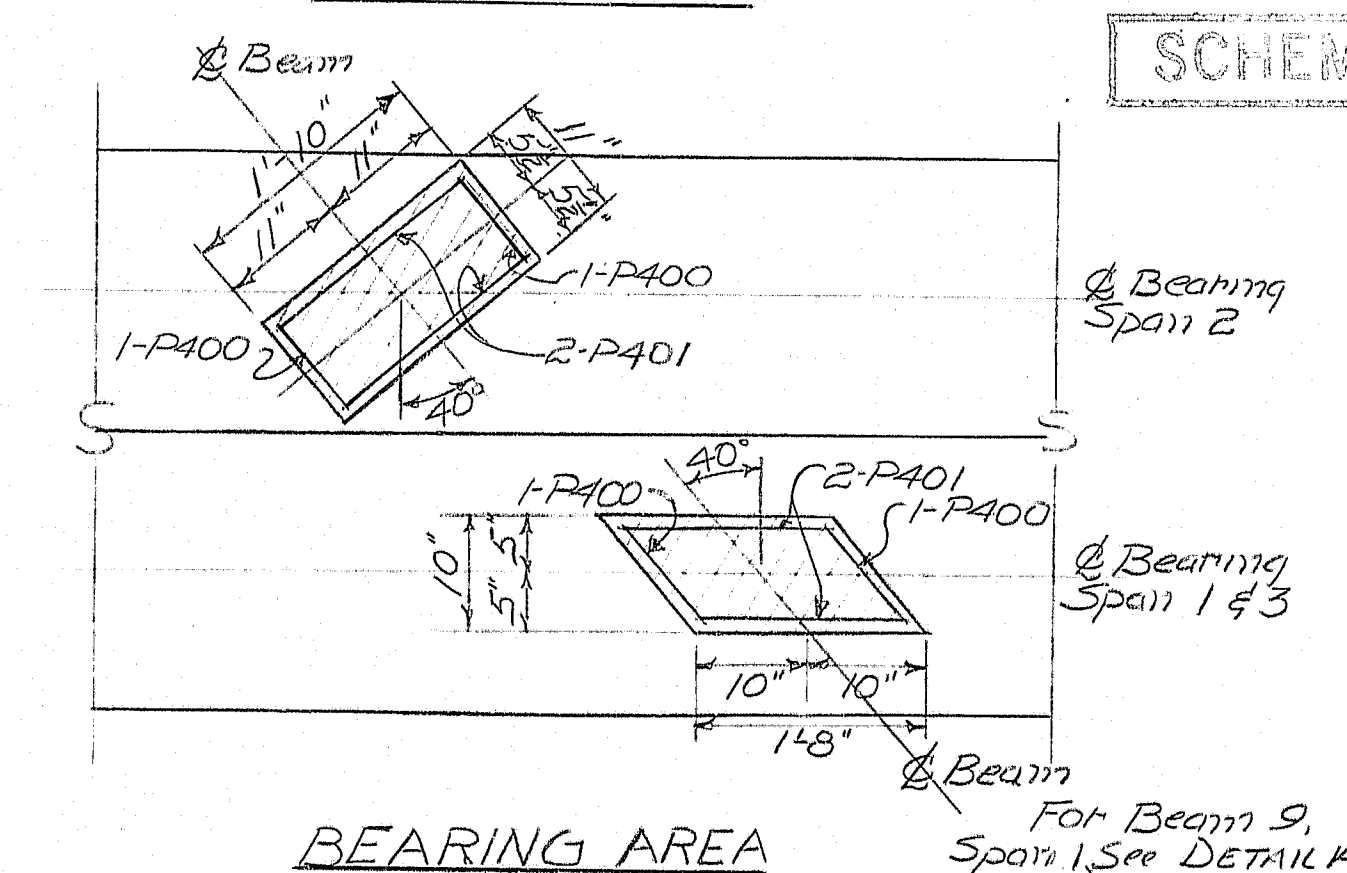 SCHEM
℄ Beam
1'-10"
11"
11"
11"
5½"
5½"
1-P400
℄ Bearing
Span 2
1-P400
2-P401
40°
S
S
40°
1-P400
2-P401
1-P400
10"
5"
5"
℄ Bearing
Span 1 & 3
10"
10"
1'-8"
℄ Beam
For Beam 9,
Span 1, See DETAIL
BEARING AREA